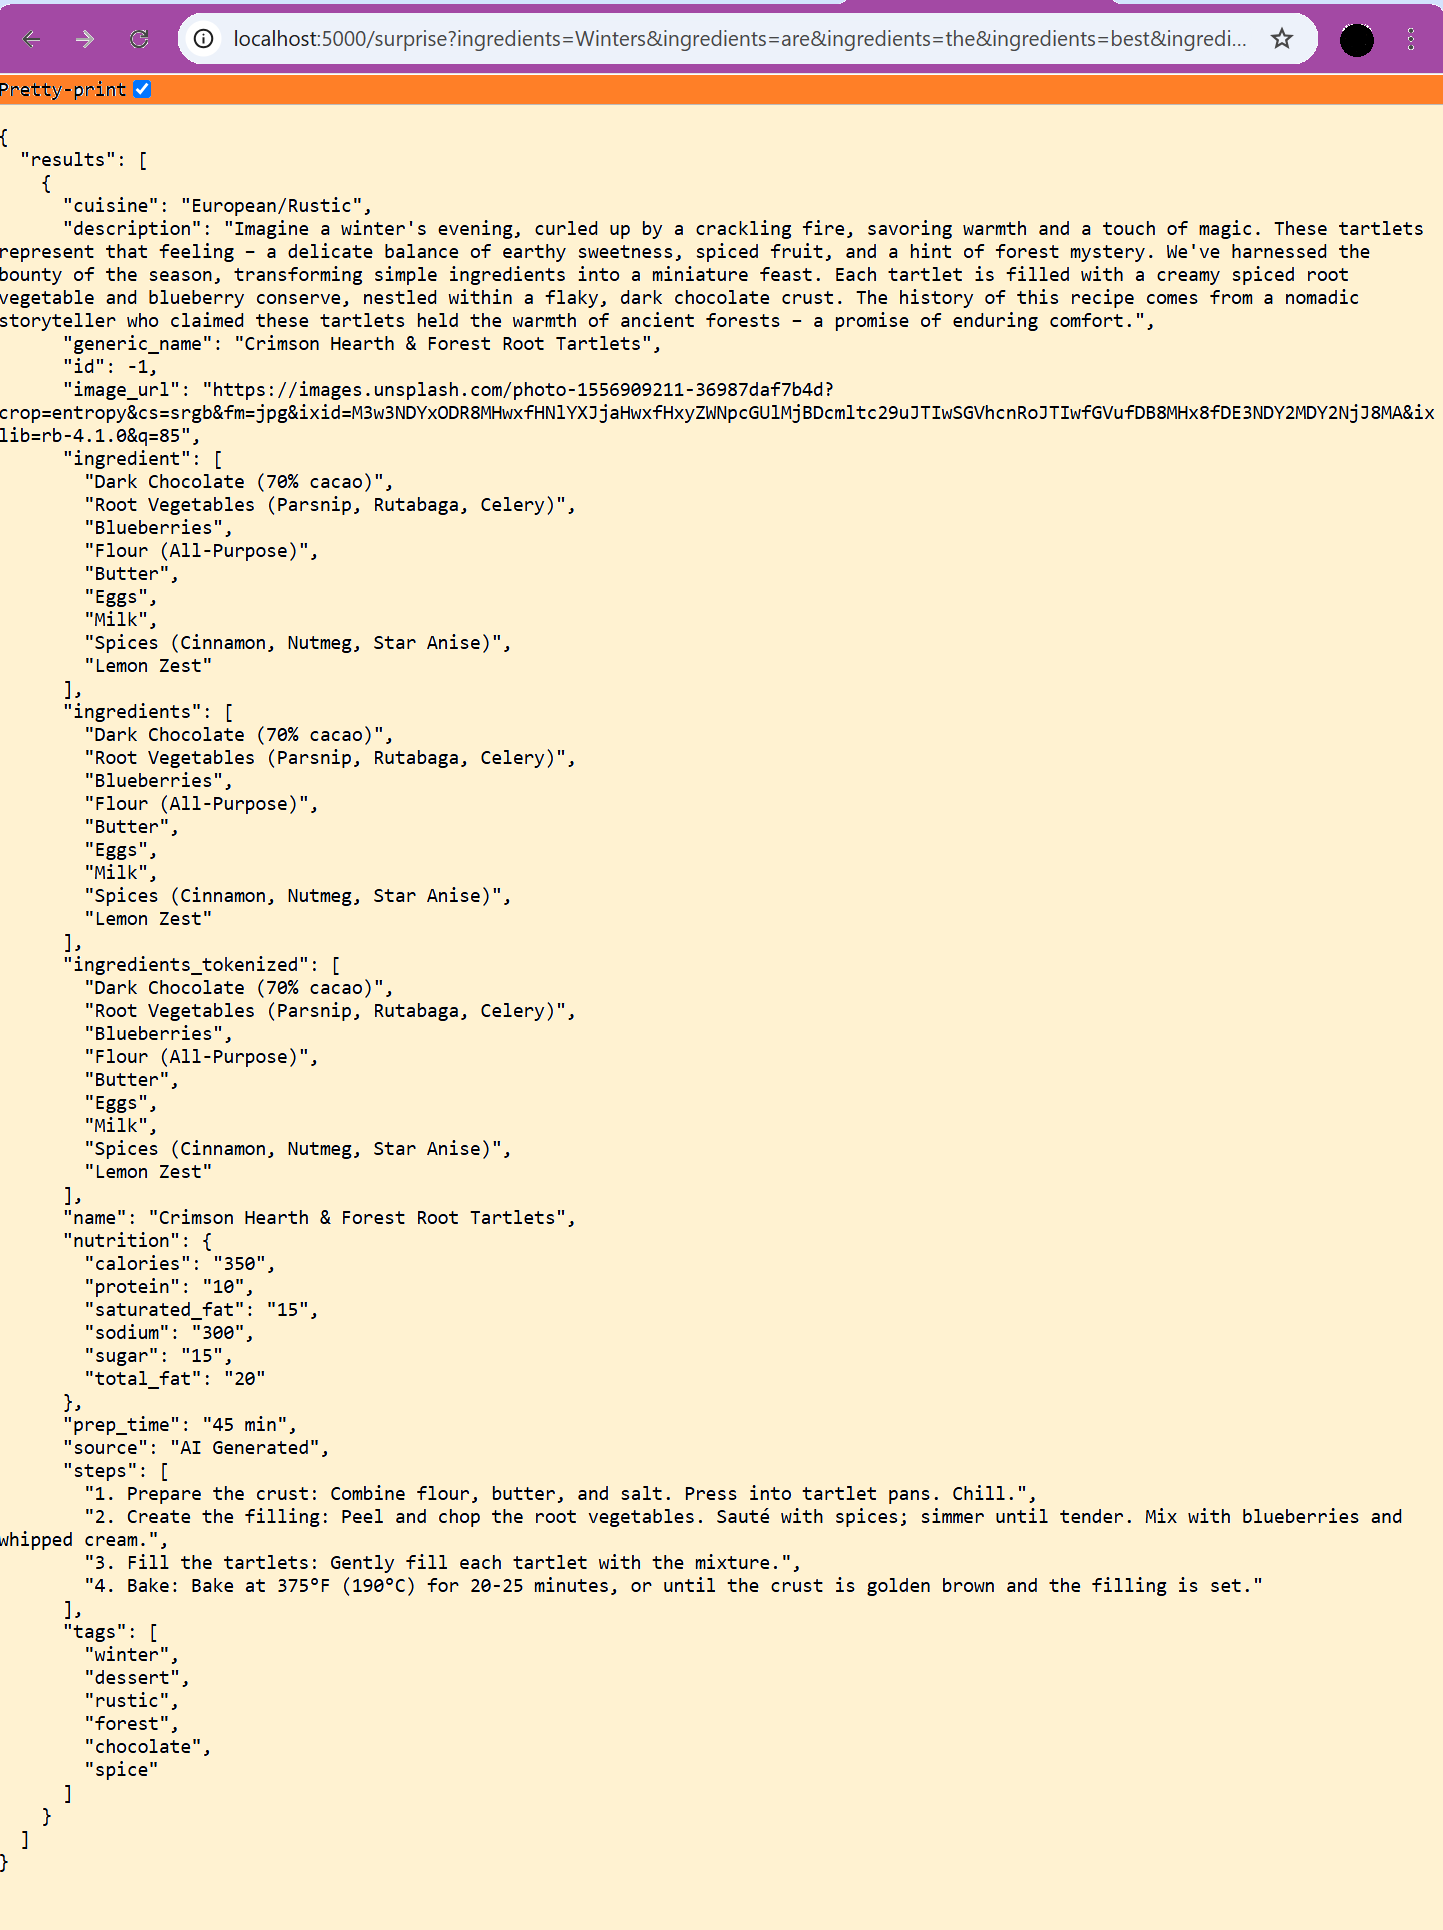 localhost:5000/surprise?ingredients=Winters&ingredients=are&ingredients=the&ingredients=best&ingredi...
Pretty-print
{
  "results": [
    {
      "cuisine": "European/Rustic",
      "description": "Imagine a winter's evening, curled up by a crackling fire, savoring warmth and a touch of magic. These tartlets
represent that feeling – a delicate balance of earthy sweetness, spiced fruit, and a hint of forest mystery. We've harnessed the
bounty of the season, transforming simple ingredients into a miniature feast. Each tartlet is filled with a creamy spiced root
vegetable and blueberry conserve, nestled within a flaky, dark chocolate crust. The history of this recipe comes from a nomadic
storyteller who claimed these tartlets held the warmth of ancient forests – a promise of enduring comfort.",
      "generic_name": "Crimson Hearth & Forest Root Tartlets",
      "id": -1,
      "image_url": "https://images.unsplash.com/photo-1556909211-36987daf7b4d?
crop=entropy&cs=srgb&fm=jpg&ixid=M3w3NDYxODR8MHwxfHNlYXJjaHwxfHxyZWNpcGUlMjBDcmltc29uJTIwSGVhcnRoJTIwfGVufDB8MHx8fDE3NDY2MDY2NjJ8MA&ix
lib=rb-4.1.0&q=85",
      "ingredient": [
        "Dark Chocolate (70% cacao)",
        "Root Vegetables (Parsnip, Rutabaga, Celery)",
        "Blueberries",
        "Flour (All-Purpose)",
        "Butter",
        "Eggs",
        "Milk",
        "Spices (Cinnamon, Nutmeg, Star Anise)",
        "Lemon Zest"
      ],
      "ingredients": [
        "Dark Chocolate (70% cacao)",
        "Root Vegetables (Parsnip, Rutabaga, Celery)",
        "Blueberries",
        "Flour (All-Purpose)",
        "Butter",
        "Eggs",
        "Milk",
        "Spices (Cinnamon, Nutmeg, Star Anise)",
        "Lemon Zest"
      ],
      "ingredients_tokenized": [
        "Dark Chocolate (70% cacao)",
        "Root Vegetables (Parsnip, Rutabaga, Celery)",
        "Blueberries",
        "Flour (All-Purpose)",
        "Butter",
        "Eggs",
        "Milk",
        "Spices (Cinnamon, Nutmeg, Star Anise)",
        "Lemon Zest"
      ],
      "name": "Crimson Hearth & Forest Root Tartlets",
      "nutrition": {
        "calories": "350",
        "protein": "10",
        "saturated_fat": "15",
        "sodium": "300",
        "sugar": "15",
        "total_fat": "20"
      },
      "prep_time": "45 min",
      "source": "AI Generated",
      "steps": [
        "1. Prepare the crust: Combine flour, butter, and salt. Press into tartlet pans. Chill.",
        "2. Create the filling: Peel and chop the root vegetables. Sauté with spices; simmer until tender. Mix with blueberries and
whipped cream.",
        "3. Fill the tartlets: Gently fill each tartlet with the mixture.",
        "4. Bake: Bake at 375°F (190°C) for 20-25 minutes, or until the crust is golden brown and the filling is set."
      ],
      "tags": [
        "winter",
        "dessert",
        "rustic",
        "forest",
        "chocolate",
        "spice"
      ]
    }
  ]
}